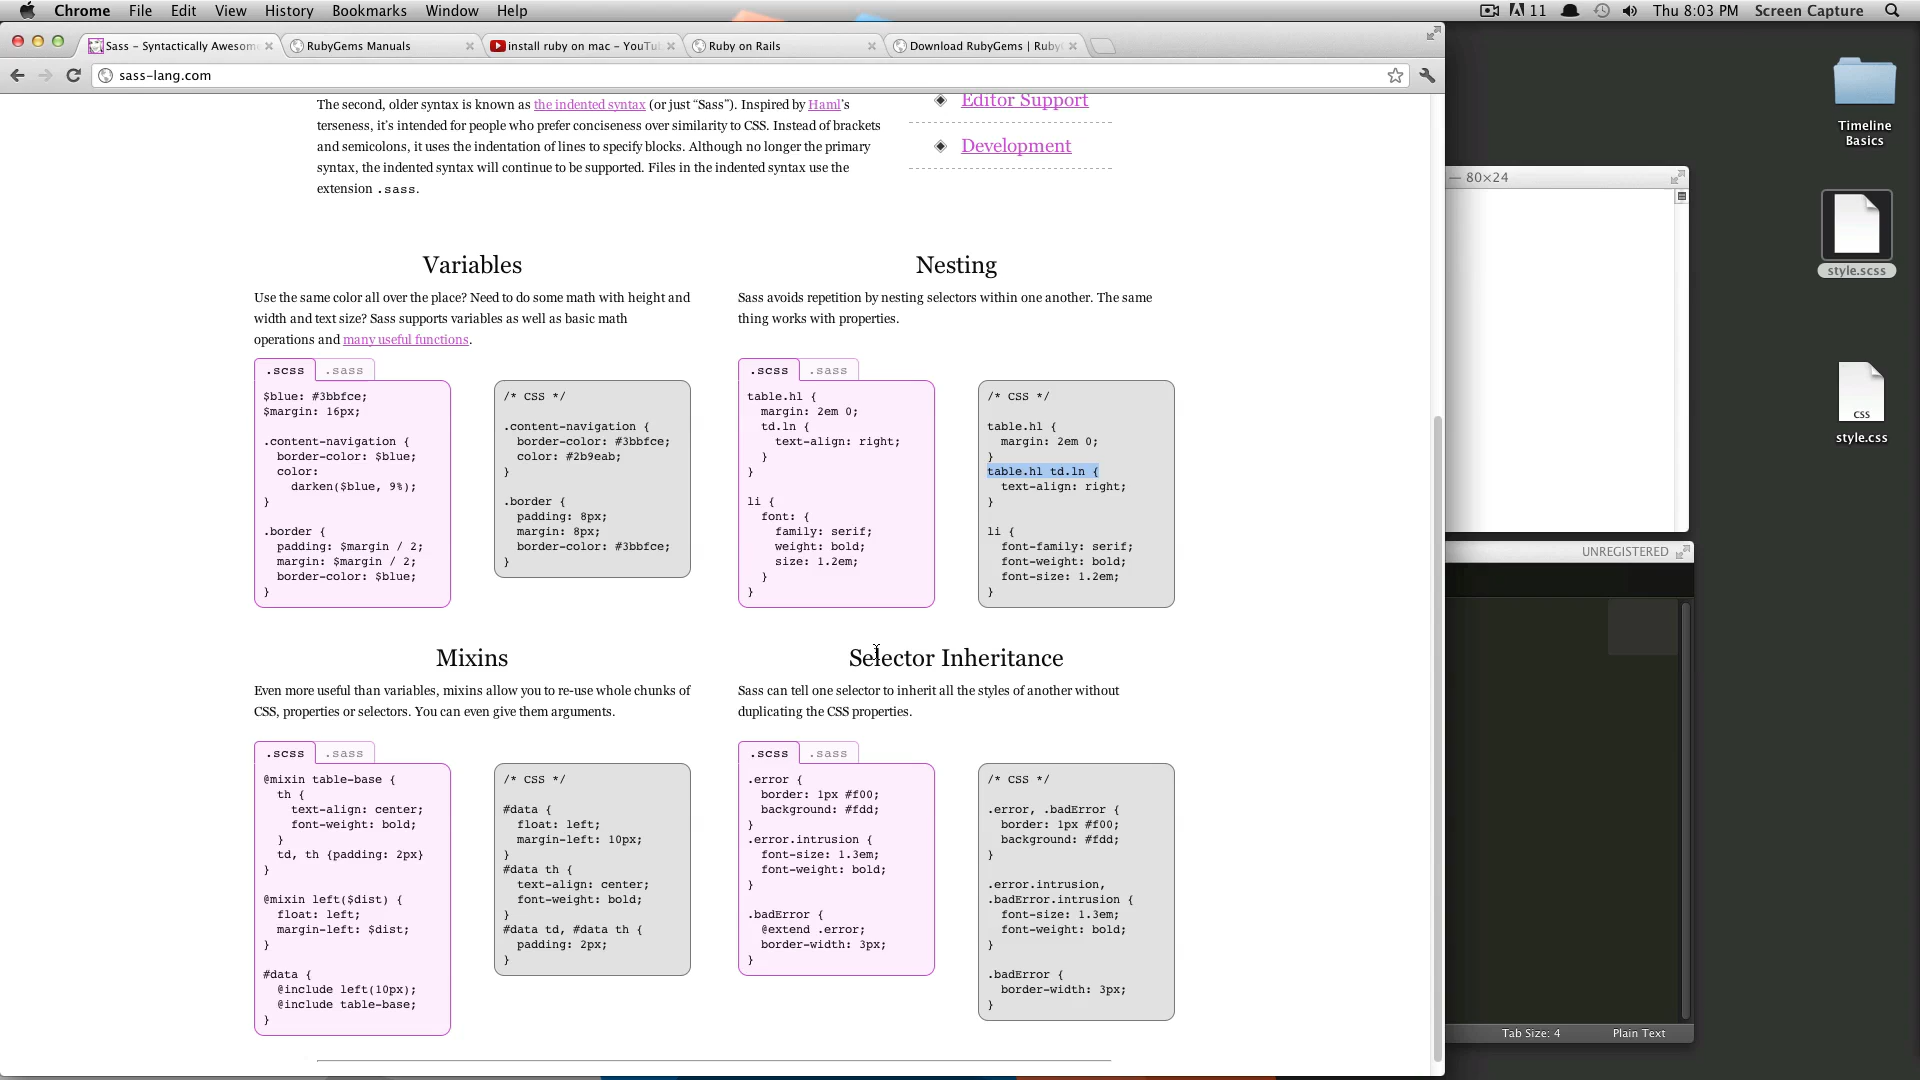 Chrome File Edit View History Bookmarks Window Help
11 Thu 8:03 PM Screen Capture
Sass - Syntactically Awesom
RubyGems Manuals
install ruby on mac - YouTu
Ruby on Rails
Download RubyGems | Ruby
sass-lang.com
The second, older syntax is known as the indented syntax (or just “Sass”). Inspired by Haml’s
terseness, it’s intended for people who prefer conciseness over similarity to CSS. Instead of brackets
and semicolons, it uses the indentation of lines to specify blocks. Although no longer the primary
syntax, the indented syntax will continue to be supported. Files in the indented syntax use the
extension .sass.
Editor Support
Development
Variables
Use the same color all over the place? Need to do some math with height and
width and text size? Sass supports variables as well as basic math
operations and many useful functions.
.scss .sass
$blue: #3bbfce;
$margin: 16px;
.content-navigation {
border-color: $blue;
color:
darken($blue, 9%);
}
.border {
padding: $margin / 2;
margin: $margin / 2;
border-color: $blue;
}
/* CSS */
.content-navigation {
border-color: #3bbfce;
color: #2b9eab;
}
.border {
padding: 8px;
margin: 8px;
border-color: #3bbfce;
}
Nesting
Sass avoids repetition by nesting selectors within one another. The same
thing works with properties.
.scss .sass
table.hl {
margin: 2em 0;
td.ln {
text-align: right;
}
}
li {
font: {
family: serif;
weight: bold;
size: 1.2em;
}
}
/* CSS */
table.hl {
margin: 2em 0;
}
table.hl td.ln {
text-align: right;
}
li {
font-family: serif;
font-weight: bold;
font-size: 1.2em;
}
Mixins
Even more useful than variables, mixins allow you to re-use whole chunks of
CSS, properties or selectors. You can even give them arguments.
.scss .sass
@mixin table-base {
th {
text-align: center;
font-weight: bold;
}
td, th {padding: 2px}
}
@mixin left($dist) {
float: left;
margin-left: $dist;
}
#data {
@include left(10px);
@include table-base;
}
/* CSS */
#data {
float: left;
margin-left: 10px;
}
#data th {
text-align: center;
font-weight: bold;
}
#data td, #data th {
padding: 2px;
}
Selector Inheritance
Sass can tell one selector to inherit all the styles of another without
duplicating the CSS properties.
.scss .sass
.error {
border: 1px #f00;
background: #fdd;
}
.error.intrusion {
font-size: 1.3em;
font-weight: bold;
}
.badError {
@extend .error;
border-width: 3px;
}
/* CSS */
.error, .badError {
border: 1px #f00;
background: #fdd;
}
.error.intrusion,
.badError.intrusion {
font-size: 1.3em;
font-weight: bold;
}
.badError {
border-width: 3px;
}
— 80×24
UNREGISTERED
Tab Size: 4 Plain Text
Timeline
Basics
style.scss
css
style.css